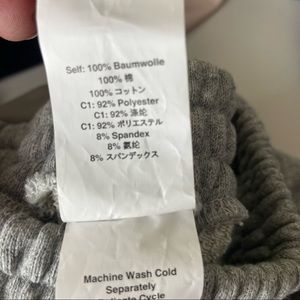 Self: 100% Baumwolle
100% 棉
100% コットン
C1: 92% Polyester
C1: 92% 涤纶
C1: 92% ポリエステル
8% Spandex
8% 氨纶
8% スパンデックス
Machine Wash Cold
Separately
Delicate Cycle